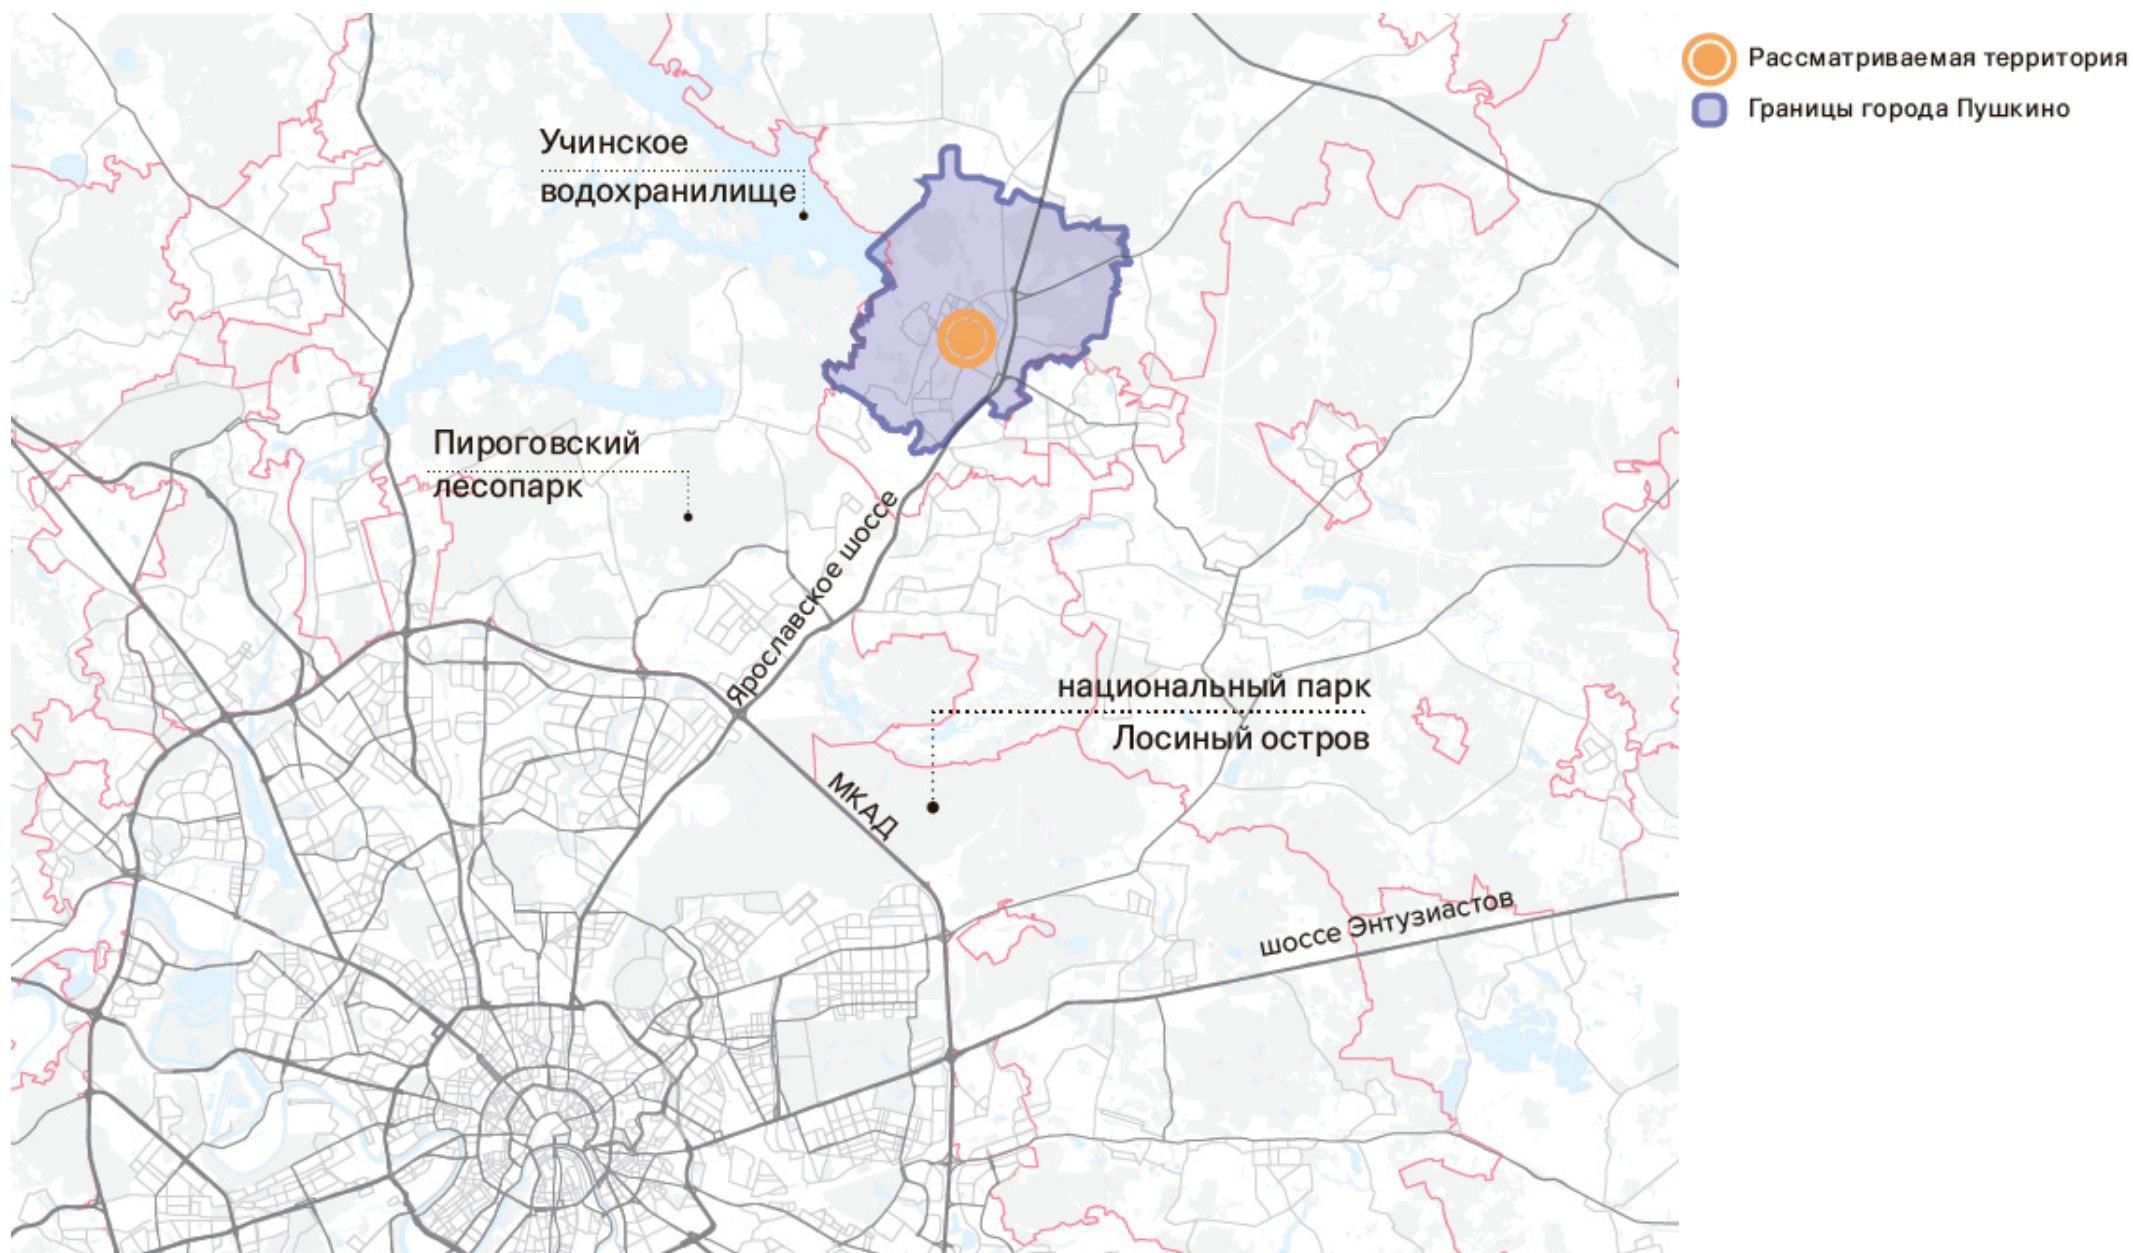 Рассматриваемая территория
Границы города Пушкино
Учинское
водохранилище
Пироговский
лесопарк
Ярославское шоссе
национальный парк
Лосиный остров
МКАД
шоссе Энтузиастов